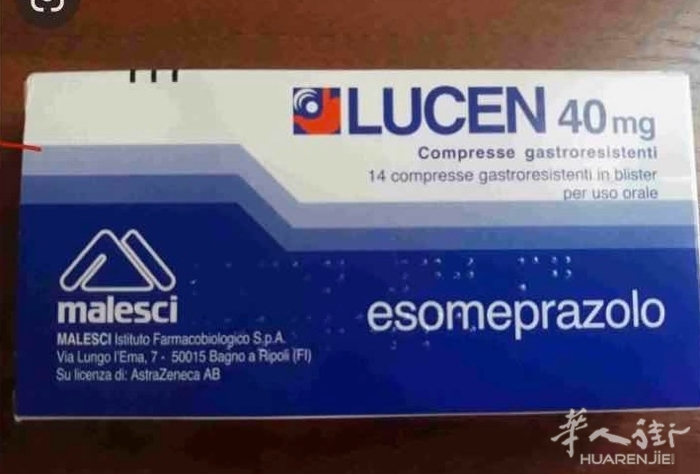 LUCEN 40 mg
Compresse gastroresistenti
14 compresse gastroresistenti in blister
per uso orale
malesci
MALESCI Istituto Farmacobiologico S.p.A.
Via Lungo l'Ema, 7 - 50015 Bagno a Ripoli (FI)
Su licenza di: AstraZeneca AB
esomeprazolo
华人街
HUARENJIE